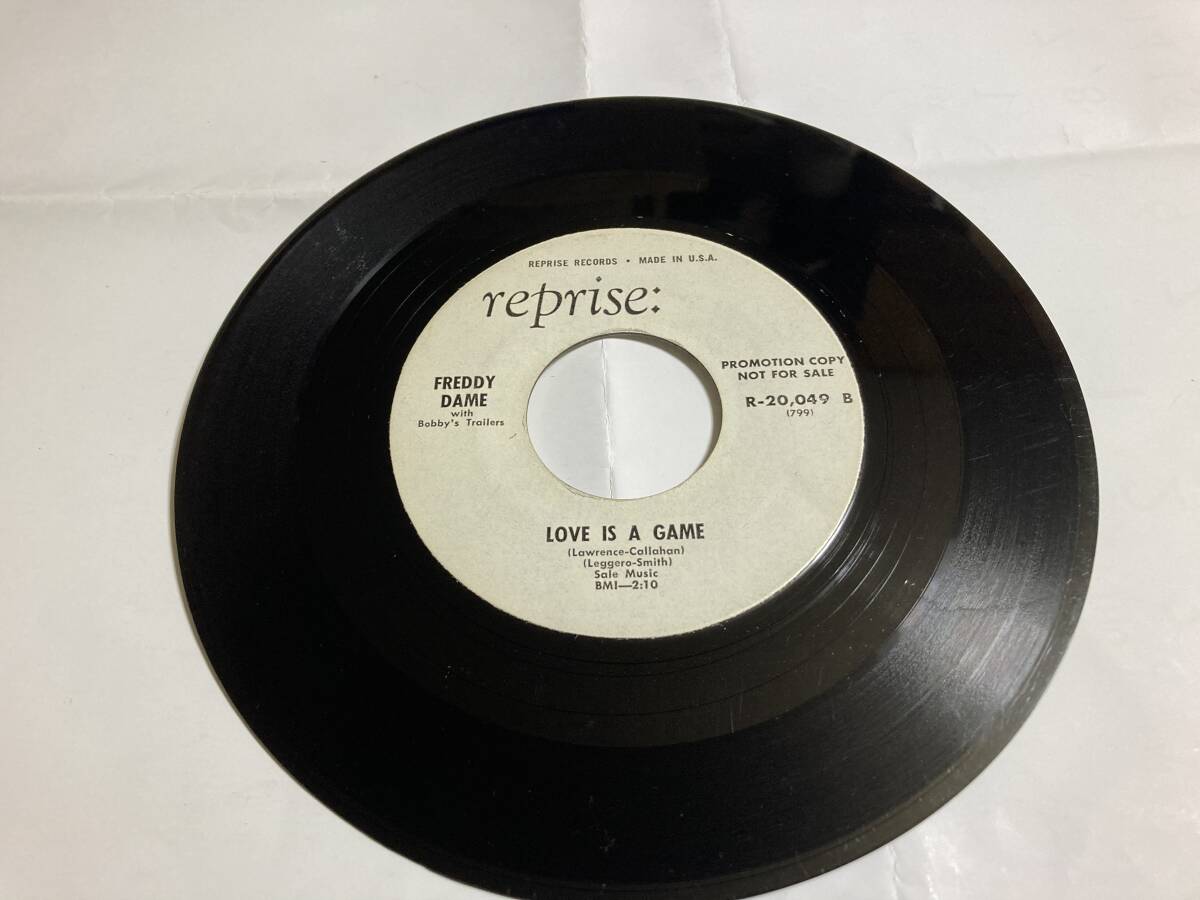 REPRISE RECORDS • MADE IN U.S.A.
reprise:
FREDDY
DAME
with
Bobby's Trailers
PROMOTION COPY
NOT FOR SALE
R-20,049 B
(799)
LOVE IS A GAME
(Lawrence-Callahan)
(Leggero-Smith)
Sale Music
BMI—2:10